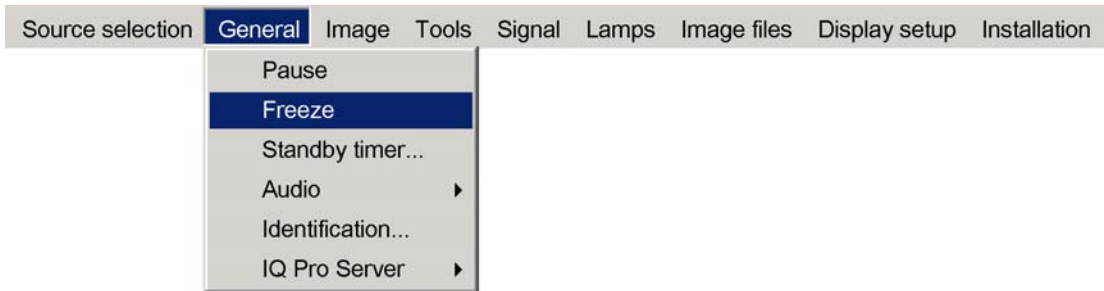 Source selection General Image Tools Signal Lamps Image files Display setup Installation
Pause
Freeze
Standby timer...
Audio
Identification...
IQ Pro Server